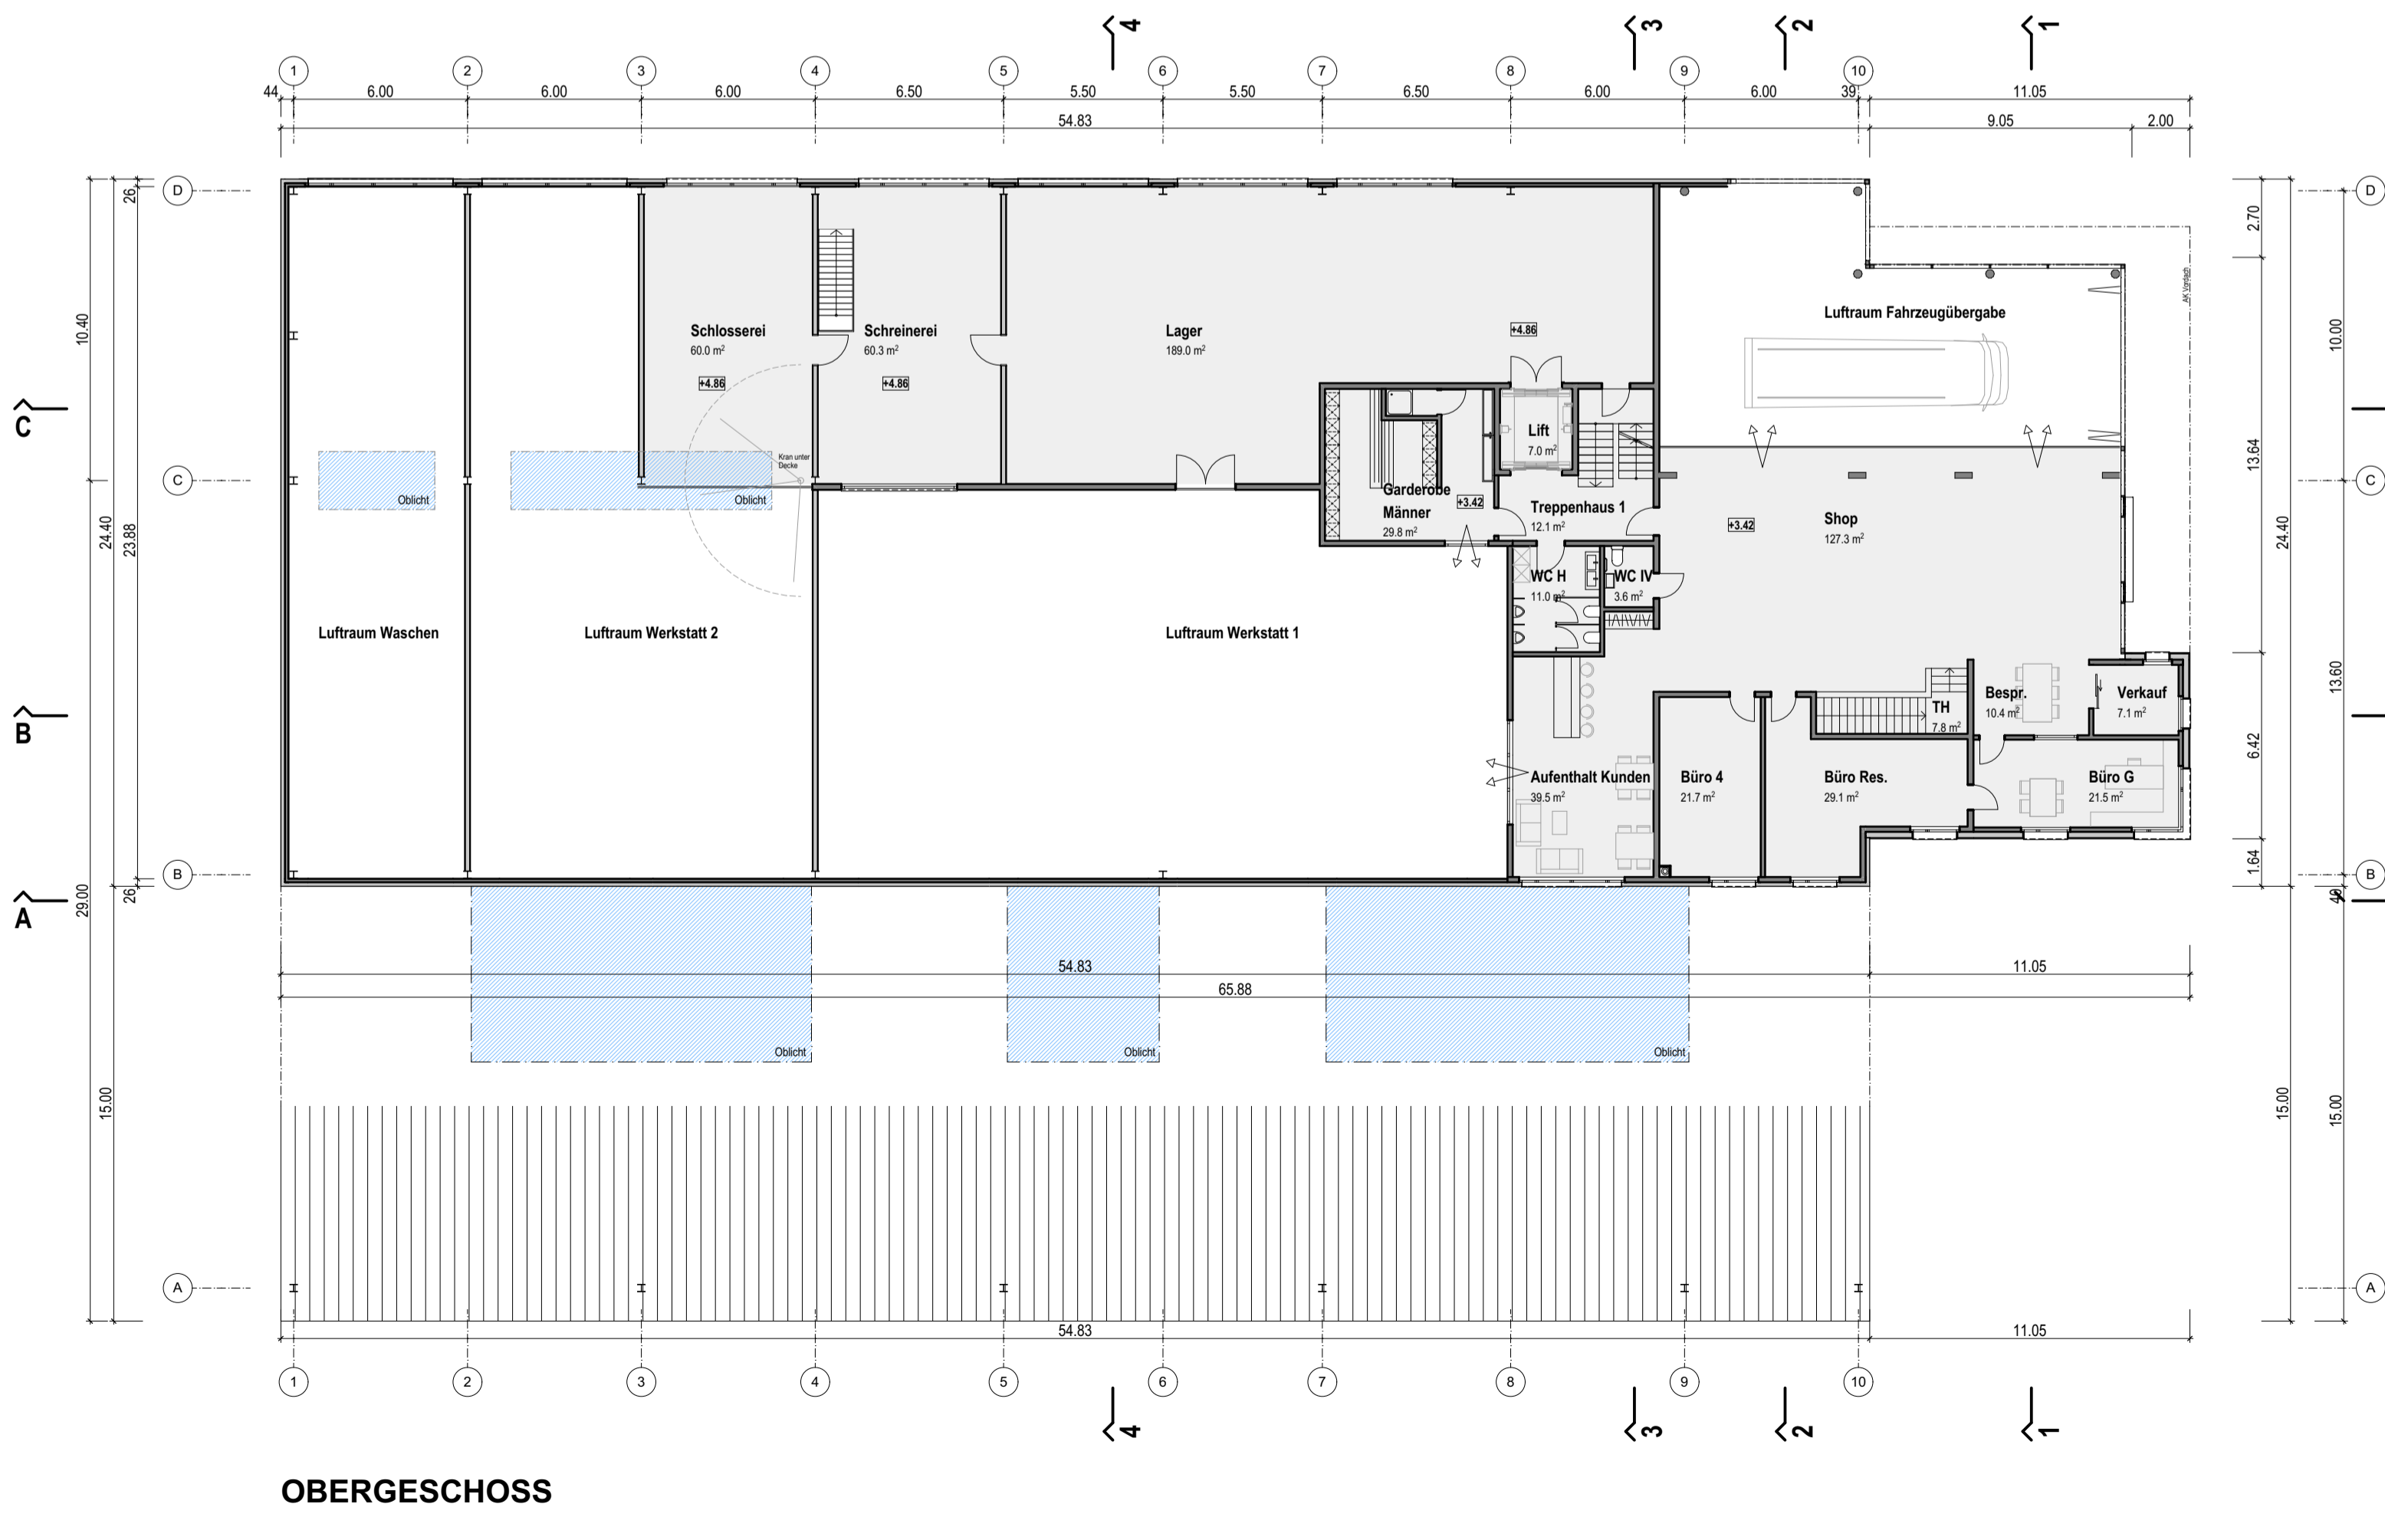 4 3 2 1
1 2 3 4 5 6 7 8 9 10
44 6.00 6.00 6.00 6.50 5.50 5.50 6.50 6.00 6.00 39 11.05
54.83 9.05 2.00
D 26 D
2.70
AK Vordach
10.40
10.00
Luftraum Fahrzeugübergabe
Schlosserei Schreinerei Lager +4.86
60.0 m² 60.3 m² 189.0 m²
+4.86 +4.86
C
Lift
7.0 m²
13.64
Kran unter
Decke
C Oblicht Oblicht C
Garderobe
Männer
29.8 m²
+3.42
Treppenhaus 1
12.1 m²
+3.42
Shop
127.3 m²
24.40 23.88 24.40
WC H
11.0 m²
WC IV
3.6 m²
Luftraum Waschen Luftraum Werkstatt 2 Luftraum Werkstatt 1
13.60
Bespr.
10.4 m²
Verkauf
7.1 m²
TH
7.8 m²
B
6.42
Aufenthalt Kunden Büro 4 Büro Res. Büro G
39.5 m² 21.7 m² 29.1 m² 21.5 m²
1.64
B B
29.00 26
A
54.83 11.05
65.88
Oblicht Oblicht Oblicht
15.00 15.00 15.00
A A
54.83 11.05
1 2 3 4 5 6 7 8 9 10
4 3 2 1
OBERGESCHOSS